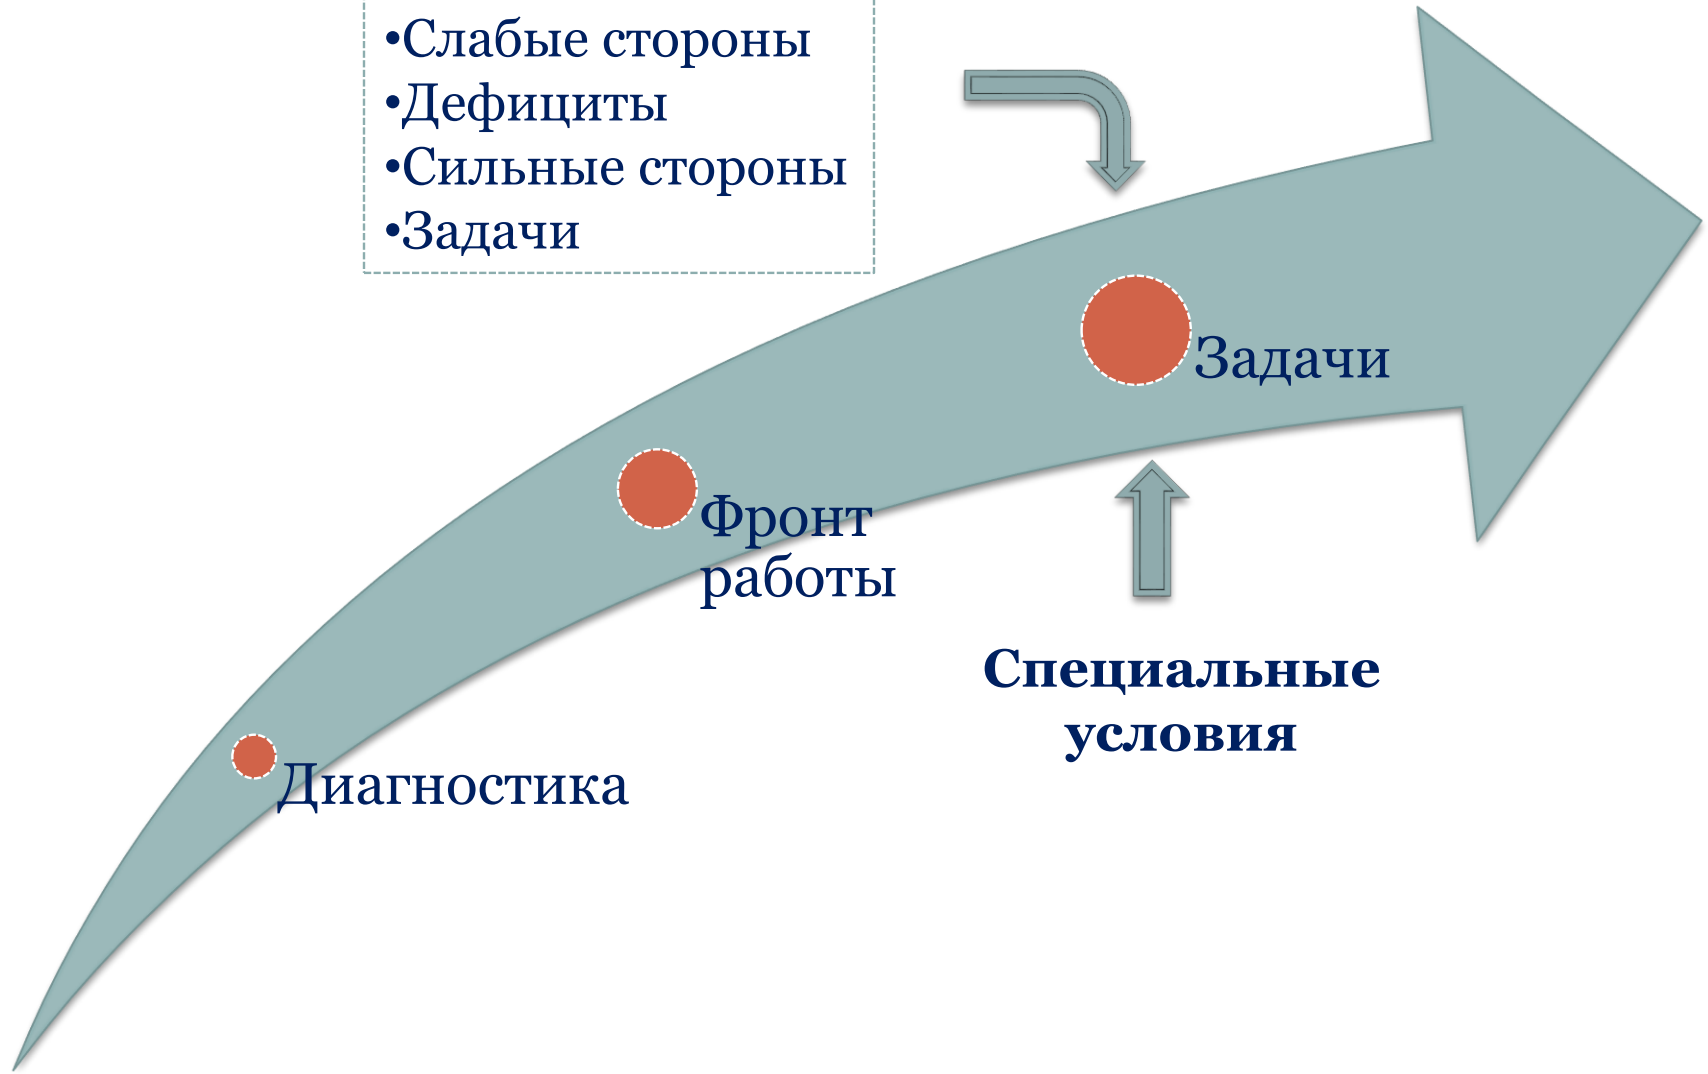 •Слабые стороны
•Дефициты
•Сильные стороны
•Задачи
Задачи
Фронт
работы
Специальные
условия
Диагностика